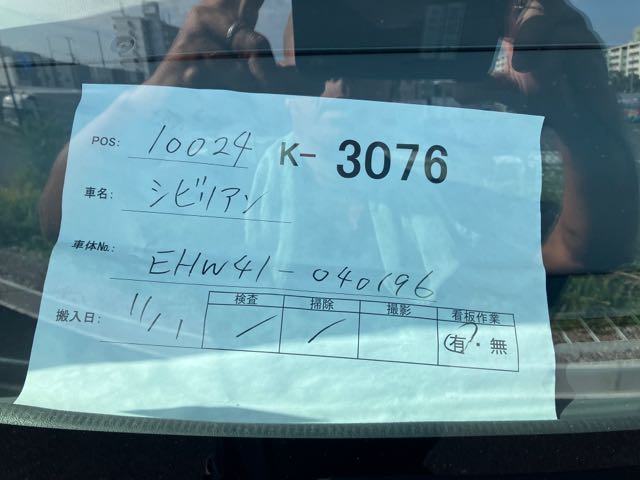 POS: 10024 K- 3076
車名: シビリアン
車体No.: EHW41-040196
搬入日: 11/1
検査 掃除 撮影 看板作業
/ / 有・無